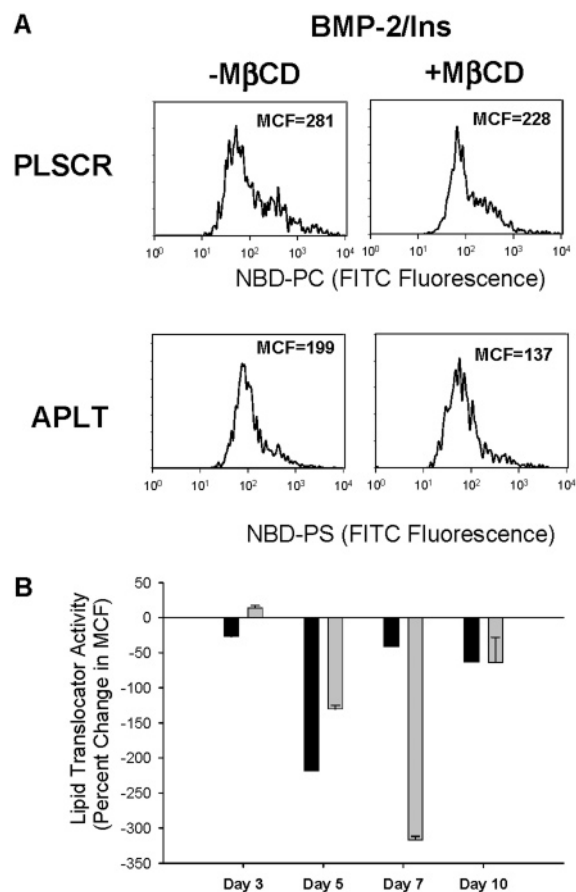 A
BMP-2/Ins
-MβCD
+MβCD
PLSCR
MCF=281
MCF=228
10⁰ 10¹ 10² 10³ 10⁴
10⁰ 10¹ 10² 10³ 10⁴
NBD-PC (FITC Fluorescence)
APLT
MCF=199
MCF=137
10⁰ 10¹ 10² 10³ 10⁴
10⁰ 10¹ 10² 10³ 10⁴
NBD-PS (FITC Fluorescence)
B
Lipid Translocator Activity
(Percent Change in MCF)
50
0
-50
-100
-150
-200
-250
-300
-350
Day 3 Day 5 Day 7 Day 10